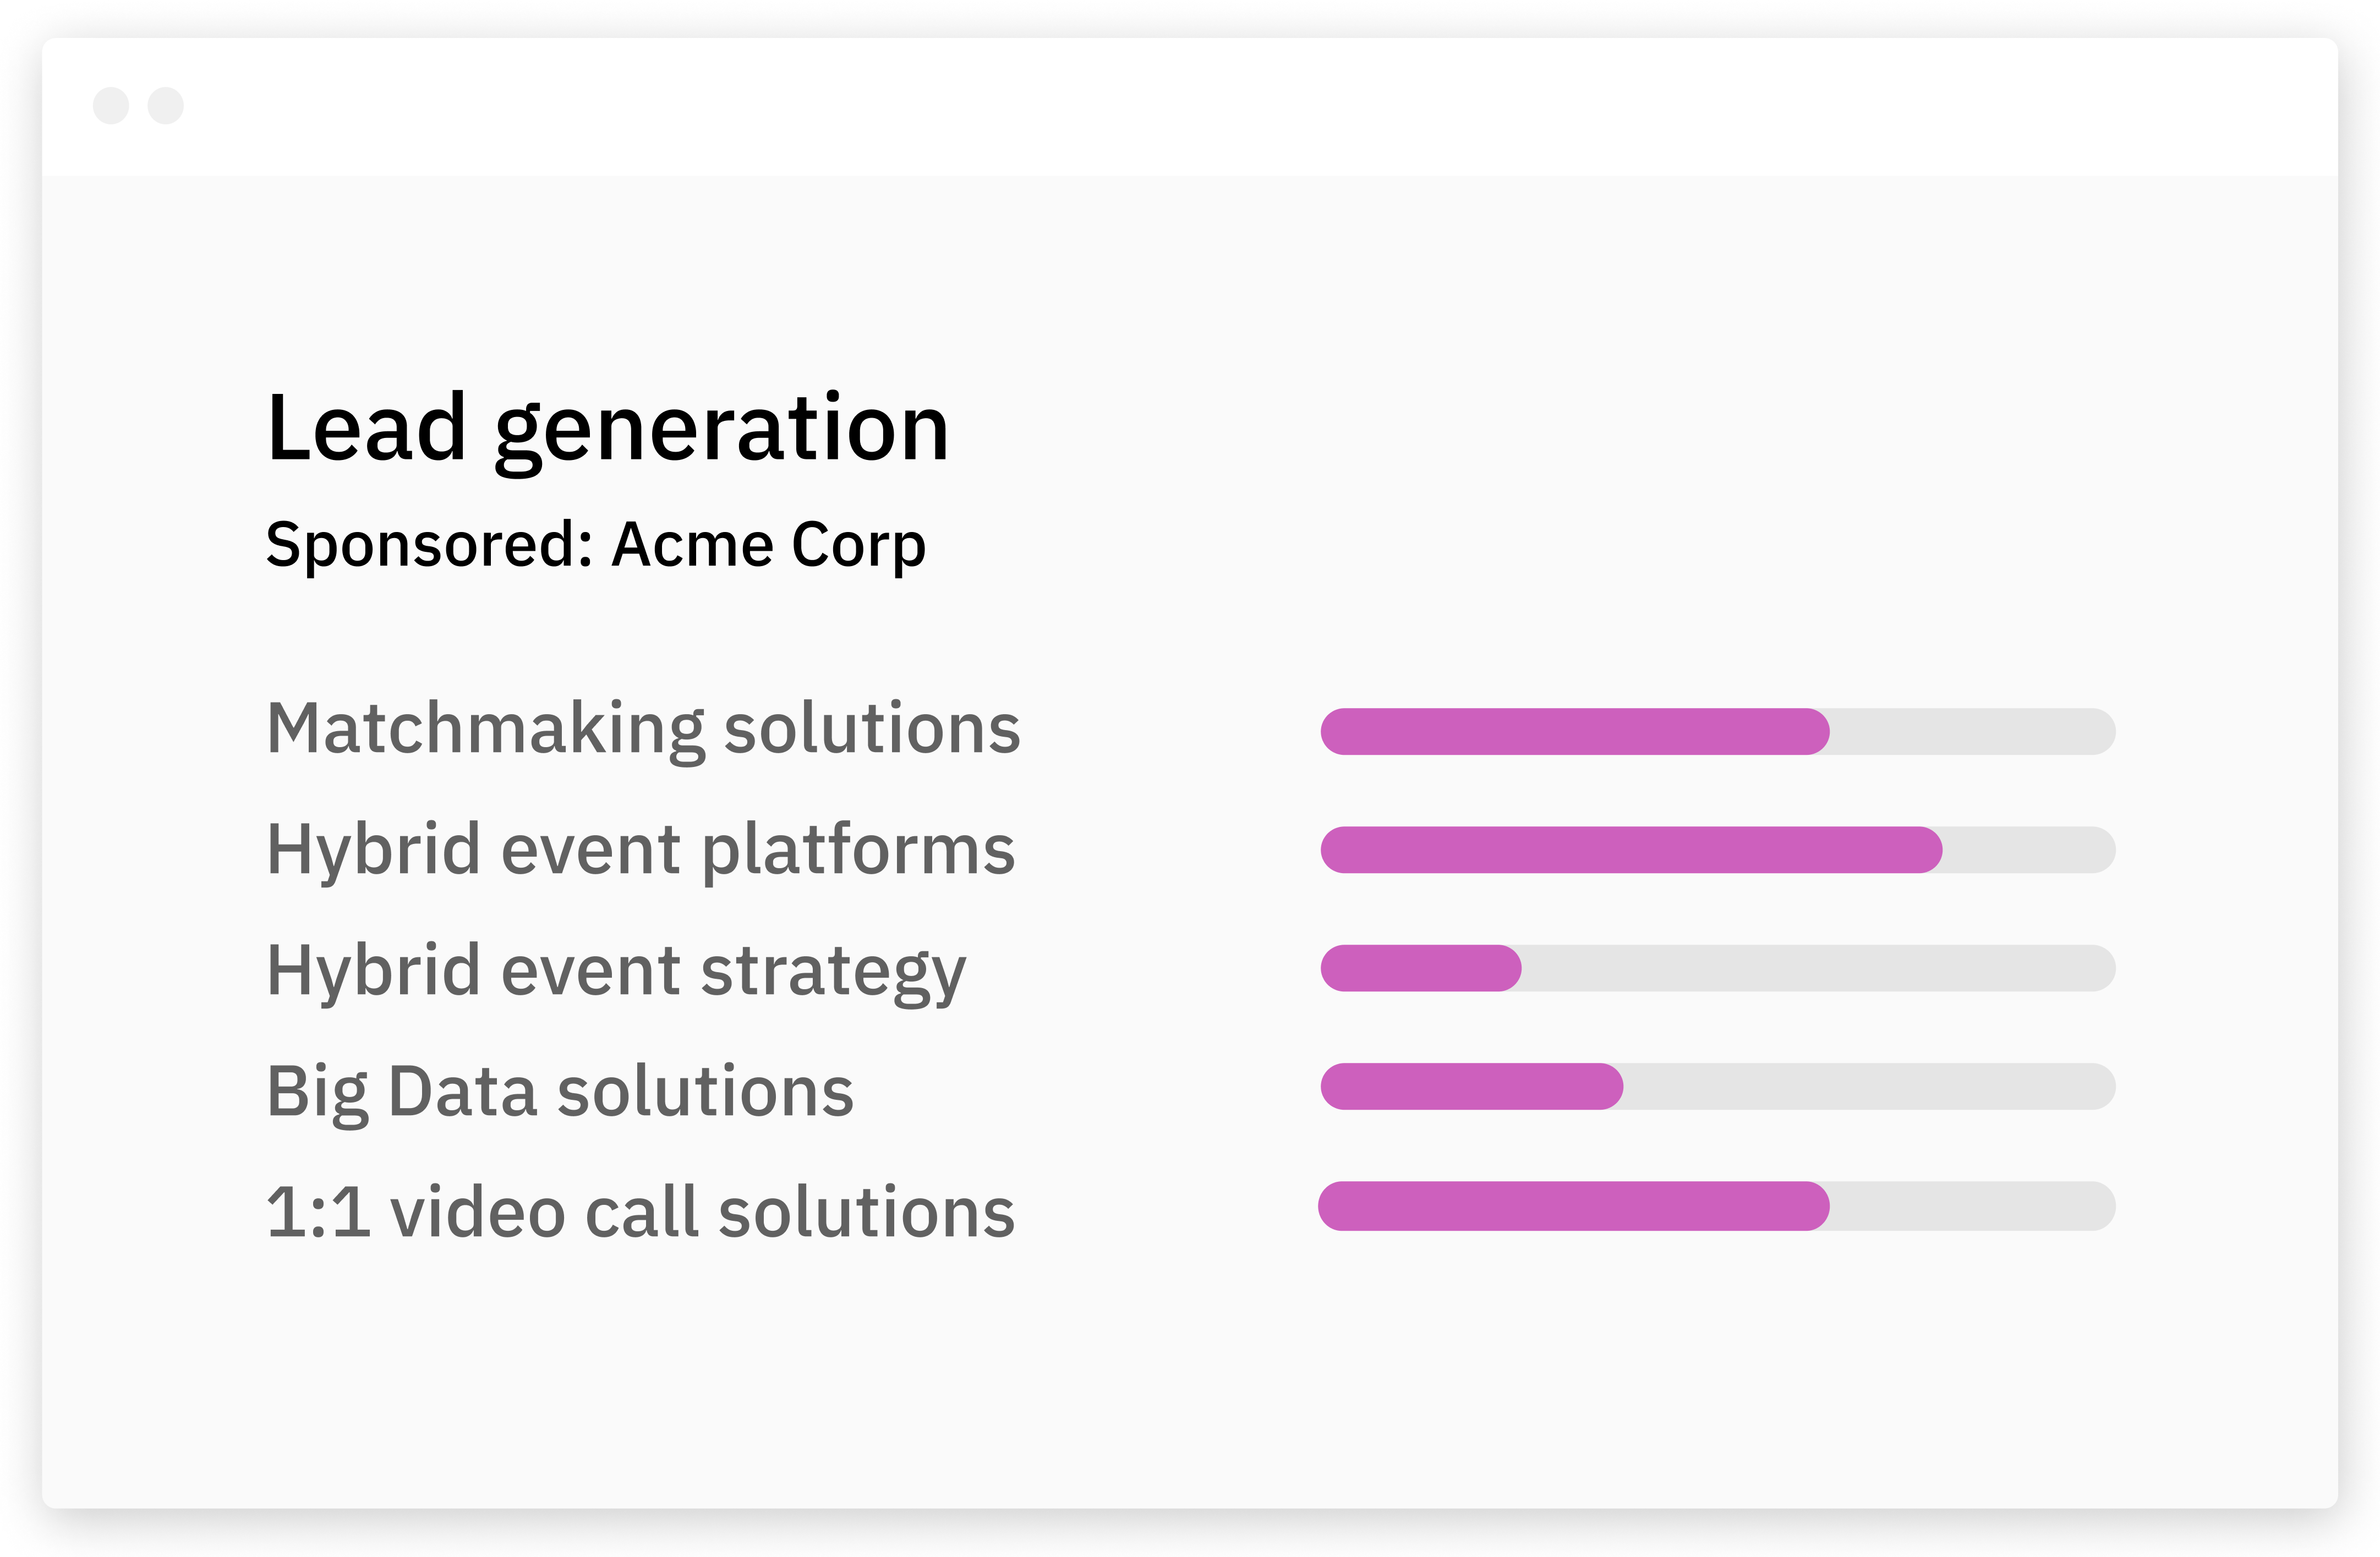 Lead generation
Sponsored: Acme Corp
Matchmaking solutions
Hybrid event platforms
Hybrid event strategy
Big Data solutions
1:1 video call solutions